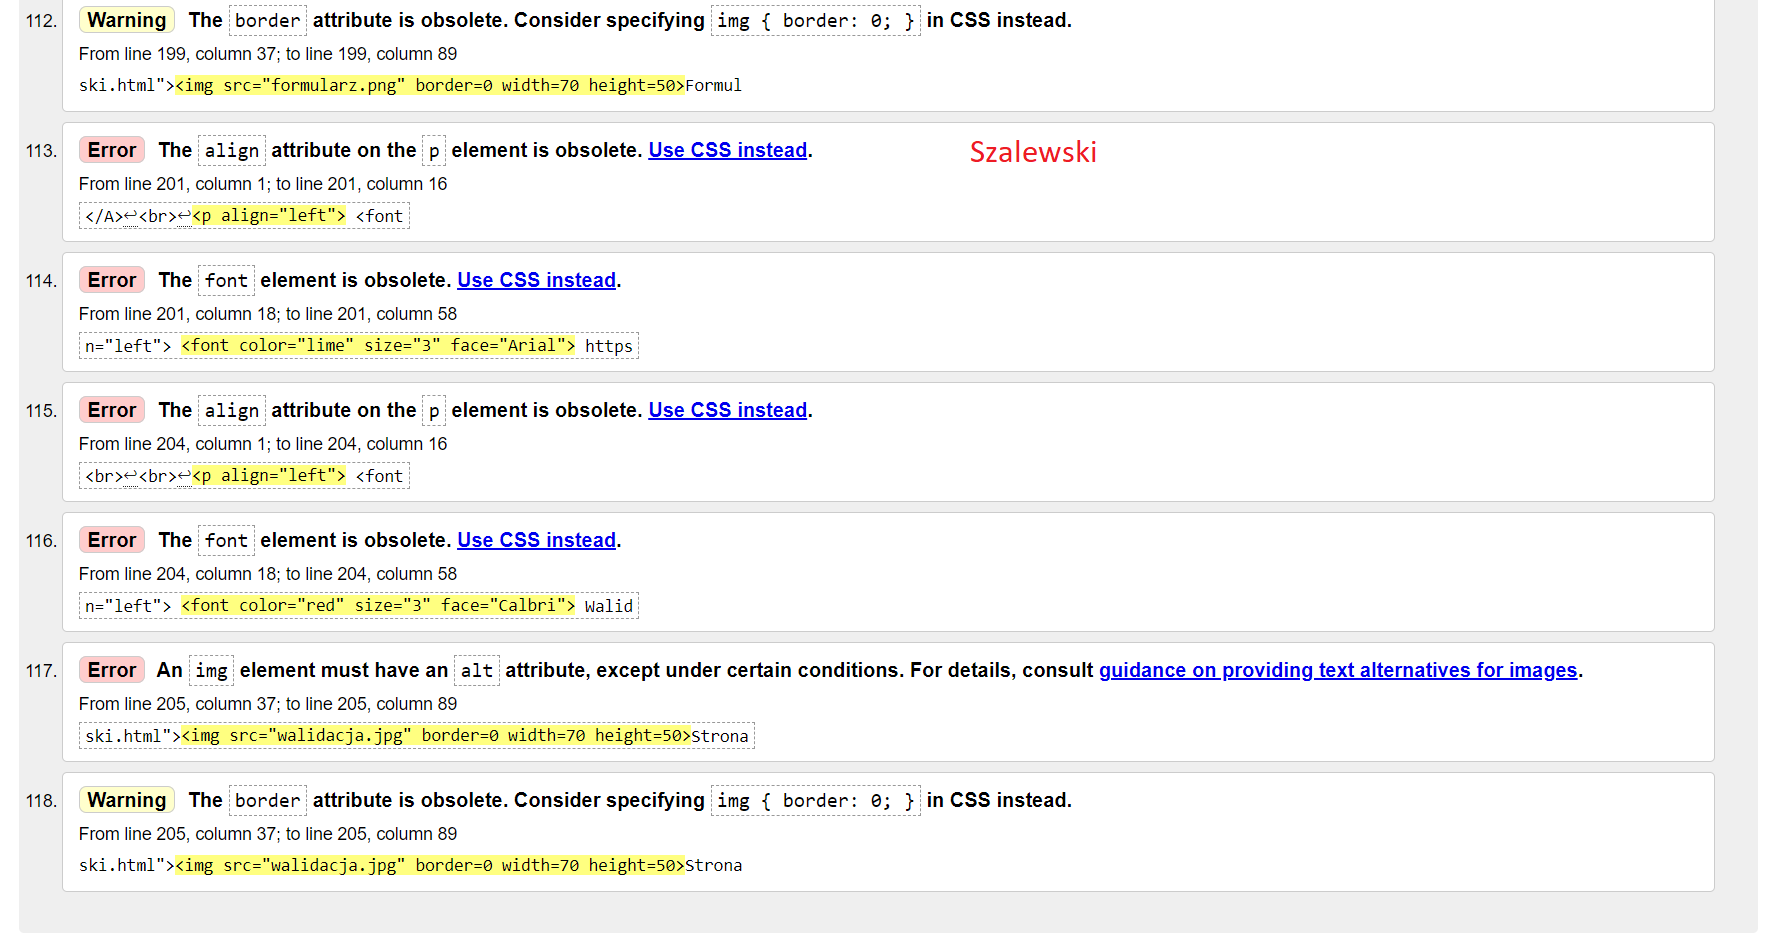 112. Warning The border attribute is obsolete. Consider specifying img { border: 0; } in CSS instead.
From line 199, column 37; to line 199, column 89
ski.html"><img src="formularz.png" border=0 width=70 height=50>Formul
113. Error The align attribute on the p element is obsolete. Use CSS instead. Szalewski
From line 201, column 1; to line 201, column 16
</A>↩<br>↩<p align="left"> <font
114. Error The font element is obsolete. Use CSS instead.
From line 201, column 18; to line 201, column 58
n="left"> <font color="lime" size="3" face="Arial"> https
115. Error The align attribute on the p element is obsolete. Use CSS instead.
From line 204, column 1; to line 204, column 16
<br>↩<br>↩<p align="left"> <font
116. Error The font element is obsolete. Use CSS instead.
From line 204, column 18; to line 204, column 58
n="left"> <font color="red" size="3" face="Calbri"> Walid
117. Error An img element must have an alt attribute, except under certain conditions. For details, consult guidance on providing text alternatives for images.
From line 205, column 37; to line 205, column 89
ski.html"><img src="walidacja.jpg" border=0 width=70 height=50>Strona
118. Warning The border attribute is obsolete. Consider specifying img { border: 0; } in CSS instead.
From line 205, column 37; to line 205, column 89
ski.html"><img src="walidacja.jpg" border=0 width=70 height=50>Strona